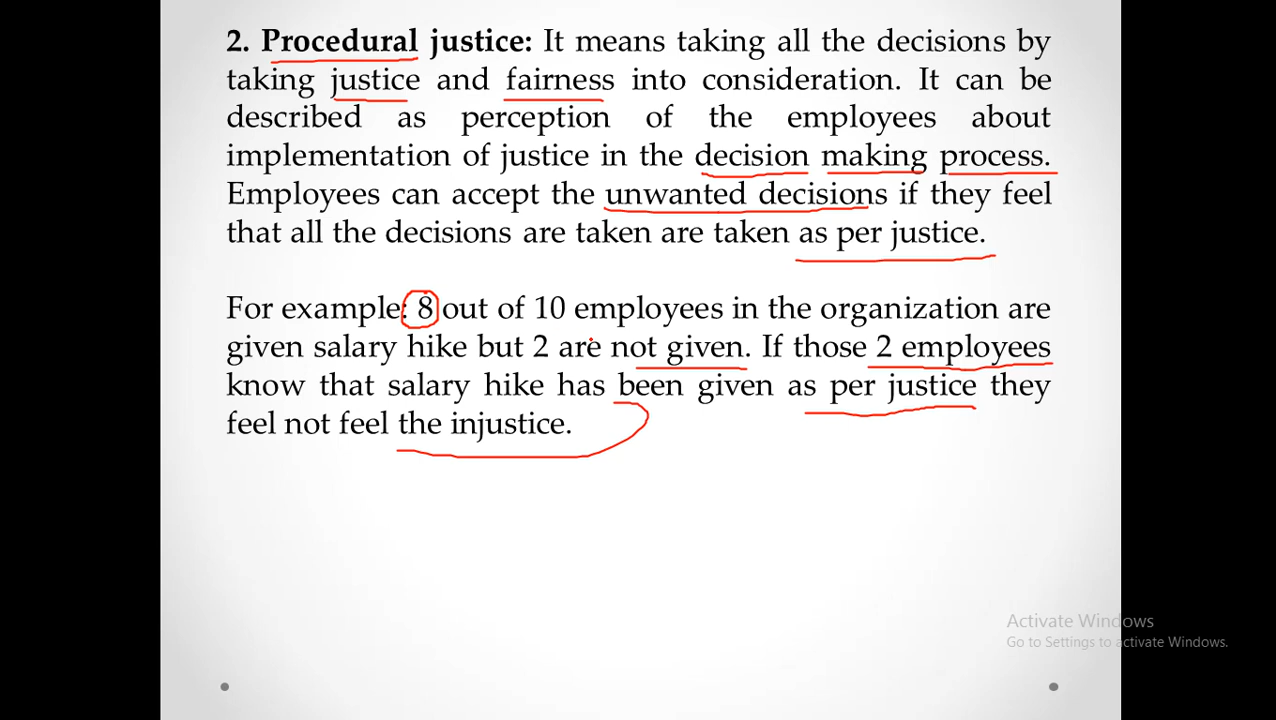 2. Procedural justice: It means taking all the decisions by
taking justice and fairness into consideration. It can be
described as perception of the employees about
implementation of justice in the decision making process.
Employees can accept the unwanted decisions if they feel
that all the decisions are taken are taken as per justice.
For example: 8 out of 10 employees in the organization are
given salary hike but 2 are not given. If those 2 employees
know that salary hike has been given as per justice they
feel not feel the injustice.
Activate Windows
Go to Settings to activate Windows.